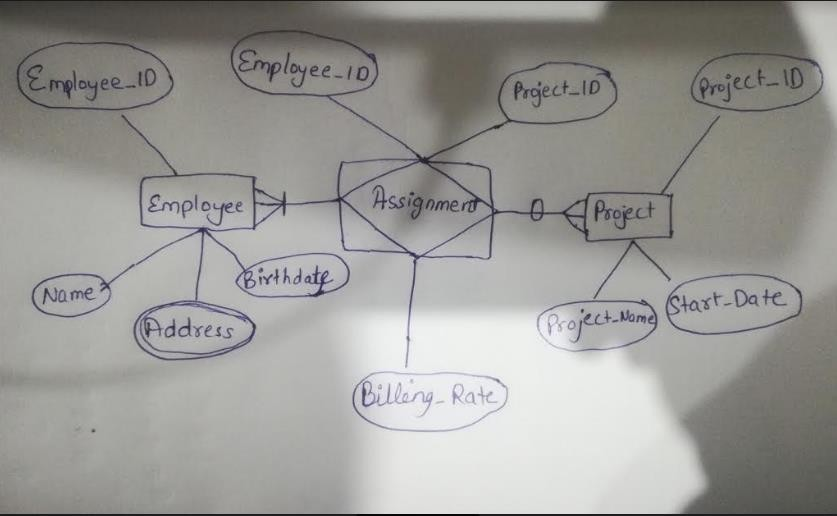 Employee_ID
Employee_ID
Project_ID
Project_ID
Employee
Assignment
Project
Name
Address
Birthdate
Billing_Rate
Project_Name
Start_Date